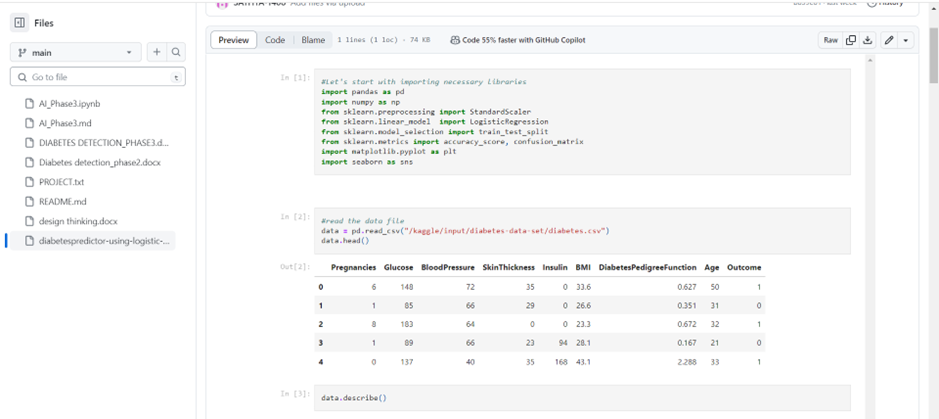 Files
main
Go to file
t
AI_Phase3.ipynb
AI_Phase3.md
DIABETES DETECTION_PHASE3.d...
Diabetes detection_phase2.docx
PROJECT.txt
README.md
design thinking.docx
diabetespredictor-using-logistic-...
Add files via upload
last week
History
Preview Code Blame 1 lines (1 loc) · 74 KB Code 55% faster with GitHub Copilot Raw
In [1]:
#Let's start with importing necessary libraries
import pandas as pd
import numpy as np
from sklearn.preprocessing import StandardScaler
from sklearn.linear_model import LogisticRegression
from sklearn.model_selection import train_test_split
from sklearn.metrics import accuracy_score, confusion_matrix
import matplotlib.pyplot as plt
import seaborn as sns
In [2]:
#read the data file
data = pd.read_csv("/kaggle/input/diabetes-data-set/diabetes.csv")
data.head()
Out[2]:
Pregnancies Glucose BloodPressure SkinThickness Insulin BMI DiabetesPedigreeFunction Age Outcome
0 6 148 72 35 0 33.6 0.627 50 1
1 1 85 66 29 0 26.6 0.351 31 0
2 8 183 64 0 0 23.3 0.672 32 1
3 1 89 66 23 94 28.1 0.167 21 0
4 0 137 40 35 168 43.1 2.288 33 1
In [3]:
data.describe()